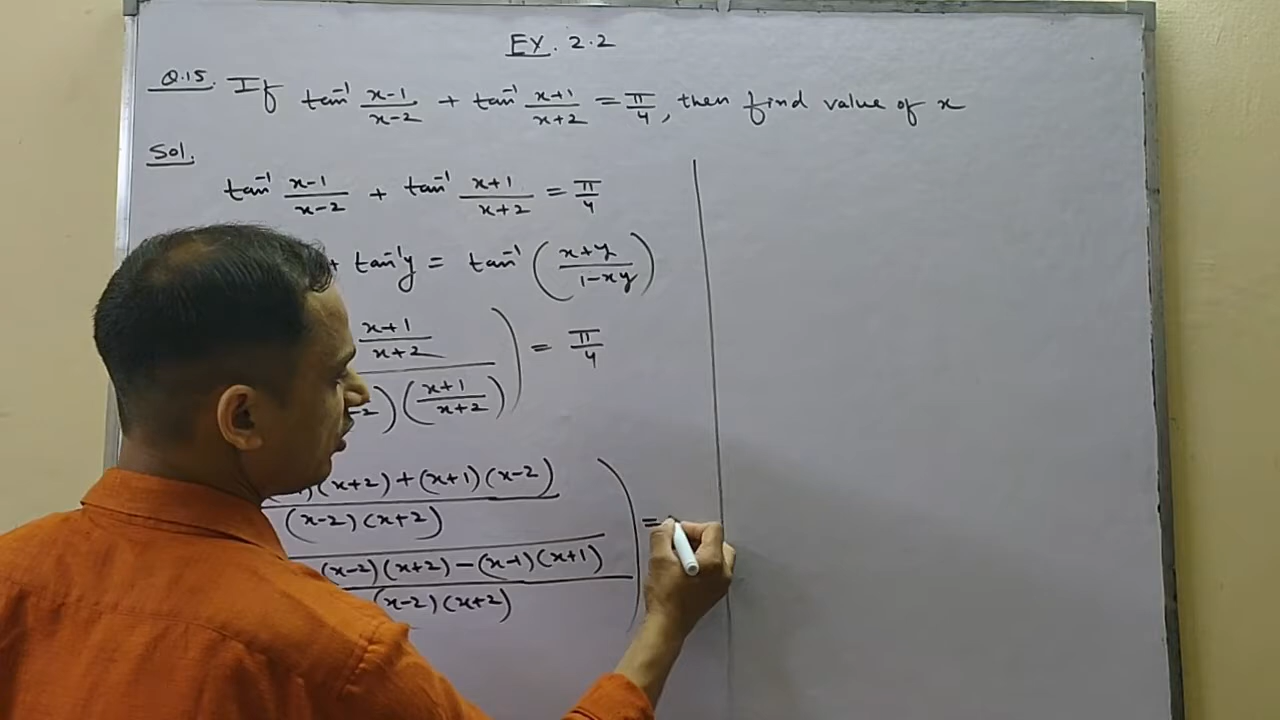 EX. 2.2
Q.15. If tan⁻¹ (x-1)/(x-2) + tan⁻¹ (x+1)/(x+2) = π/4, then find value of x
Sol.
tan⁻¹ (x-1)/(x-2) + tan⁻¹ (x+1)/(x+2) = π/4
+ tan⁻¹y = tan⁻¹ ( (x+y)/(1-xy) )
x+1
x+2
) = π/4
-2) ( (x+1)/(x+2) )
)(x+2) + (x+1)(x-2)
(x-2)(x+2)
) =
(x-2)(x+2) - (x-1)(x+1)
(x-2)(x+2)